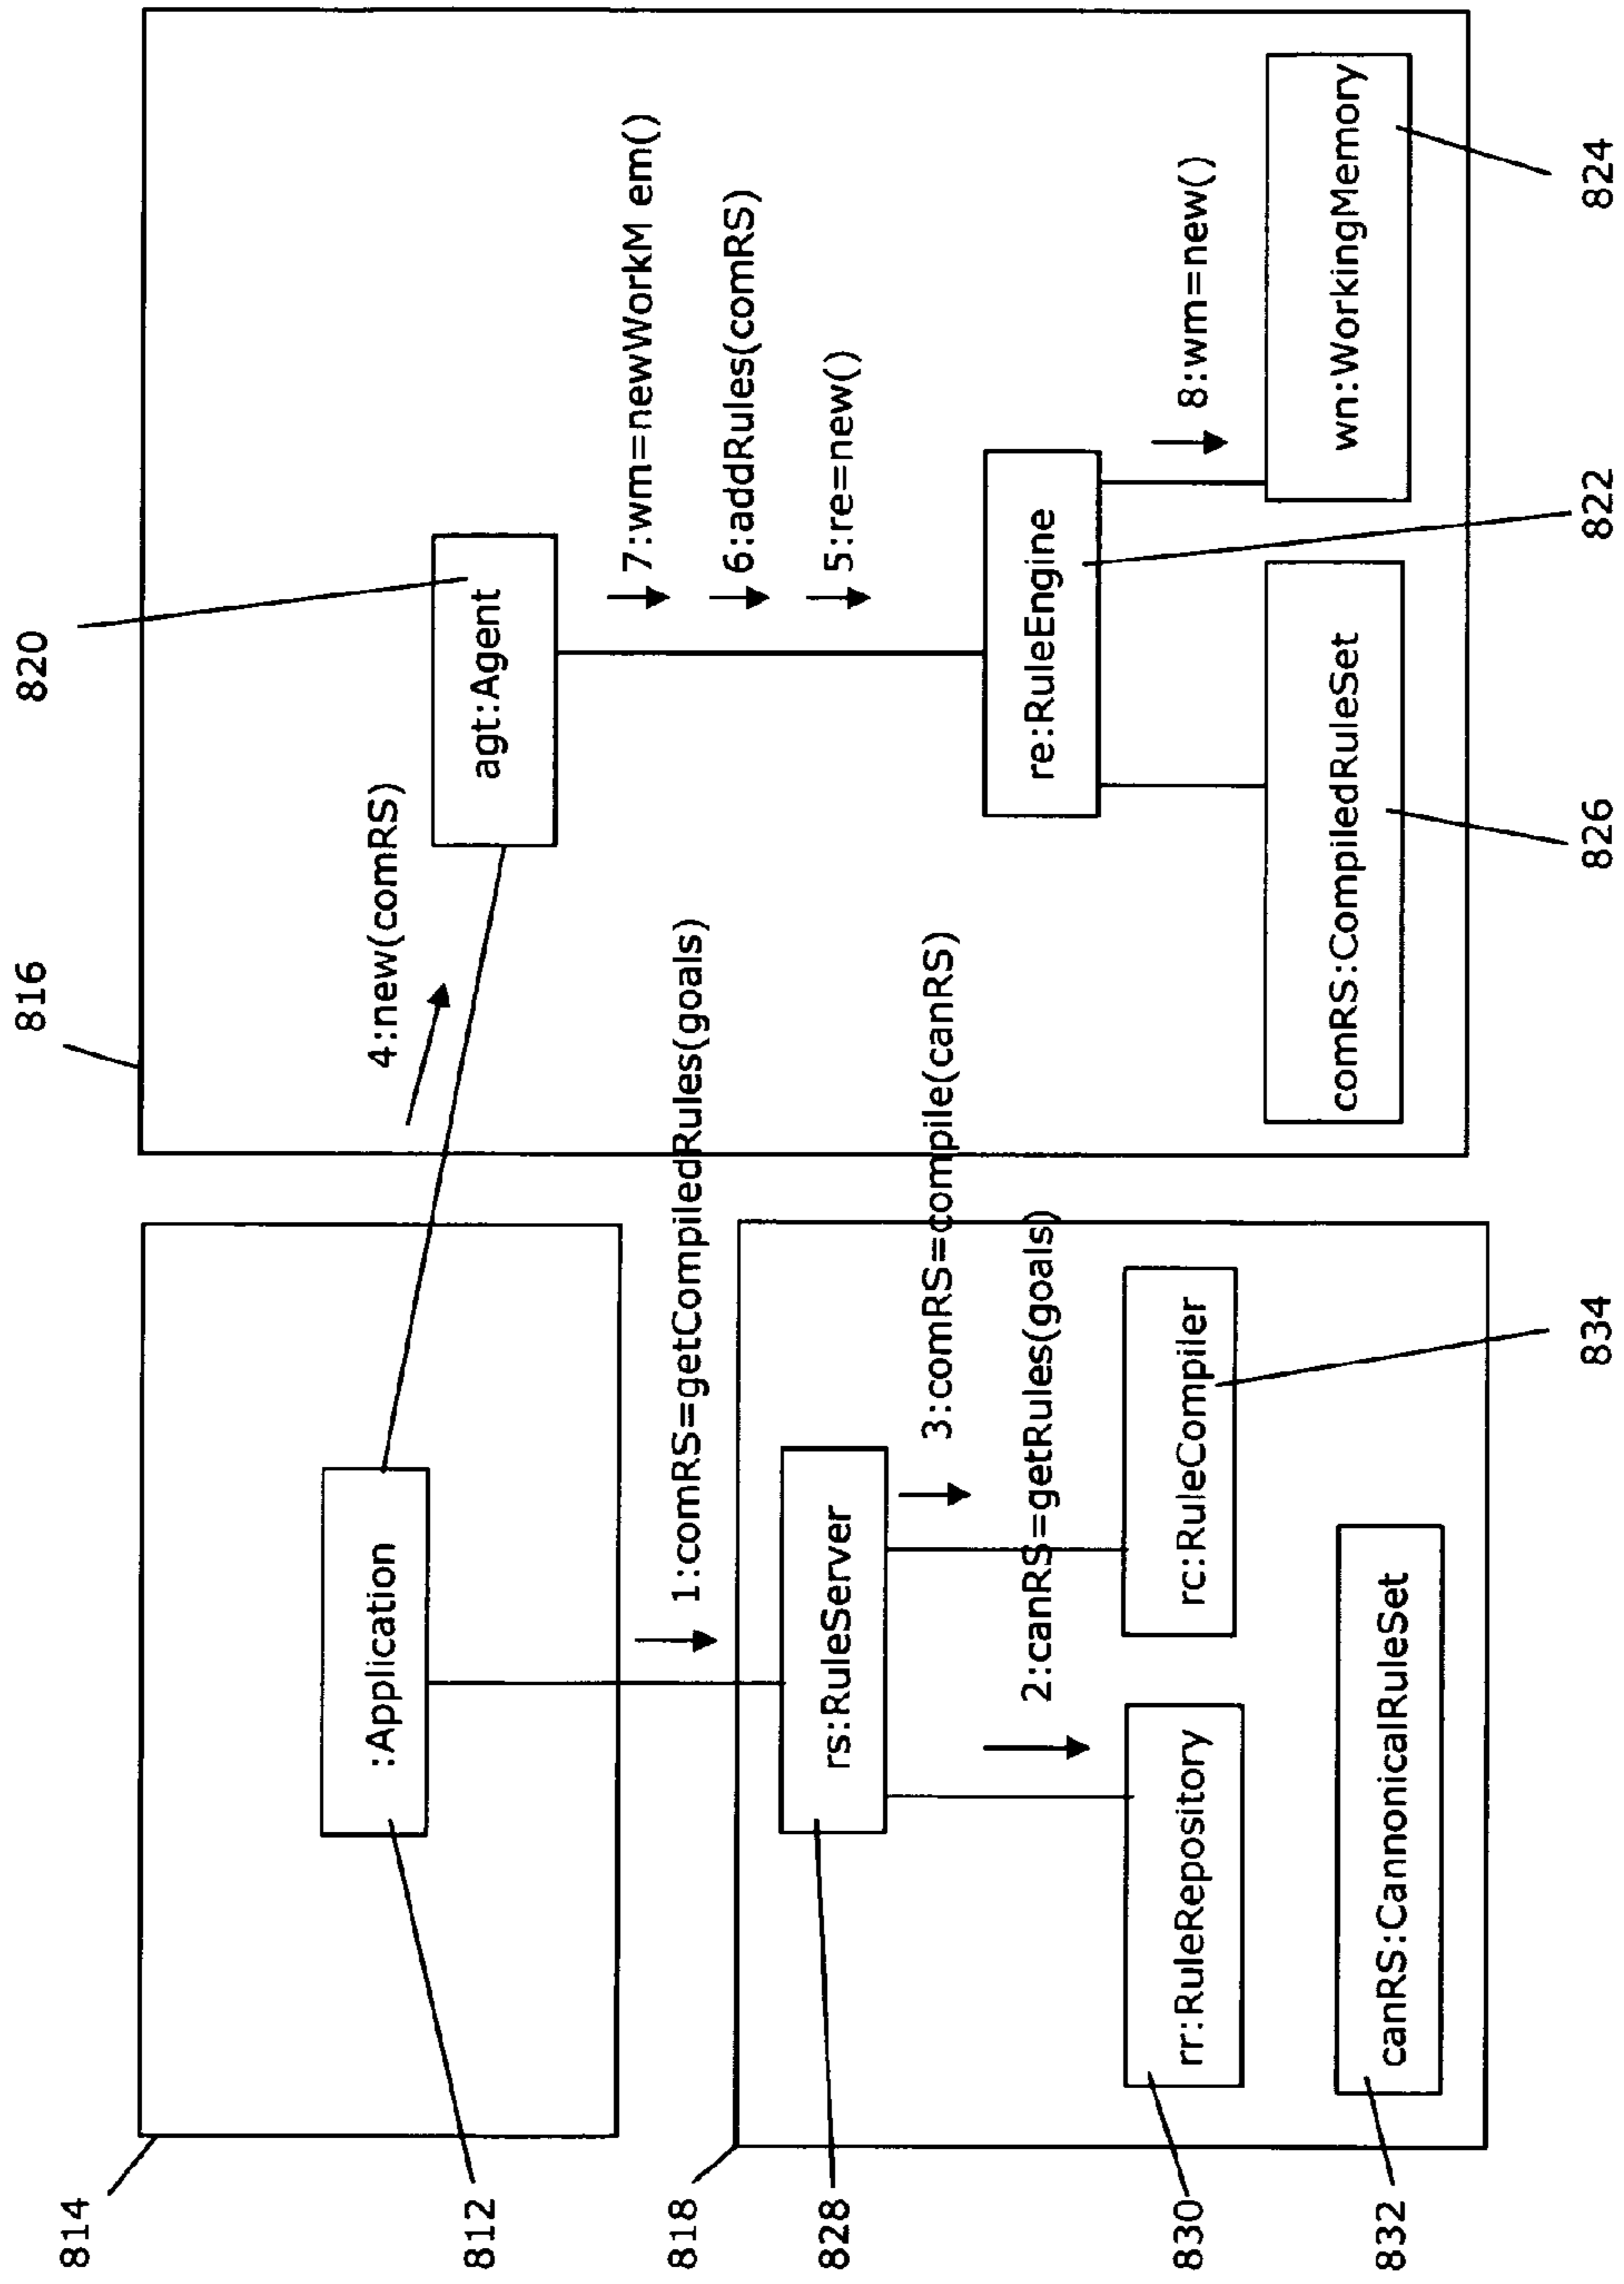 814
816
820
812
:Application
4:new(comRS)
agt:Agent
7:wm=newWorkM em()
6:addRules(comRS)
5:re=new()
1:comRS=getCompiledRules(goals)
818
828
rs:RuleServer
3:comRS=compile(canRS)
2:canRS=getRules(goals)
re:RuleEngine
8:wm=new()
830
rr:RuleRepository
rc:RuleCompiler
832
canRS:CannonicalRuleSet
comRS:CompiledRuleSet
wn:WorkingMemory
834
826
822
824